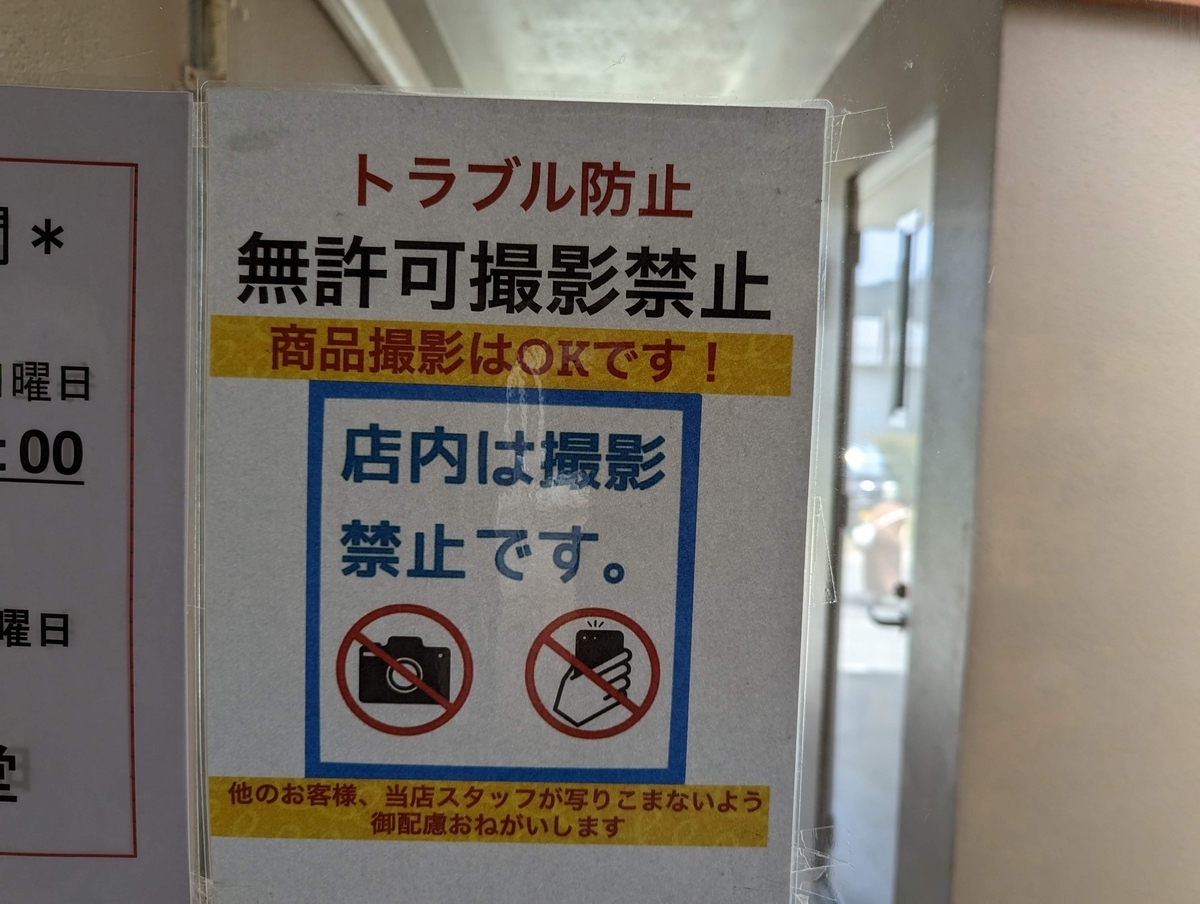 *
曜日
00
曜日
トラブル防止
無許可撮影禁止
商品撮影はOKです！
店内は撮影
禁止です。
他のお客様、当店スタッフが写りこまないよう
御配慮おねがいします